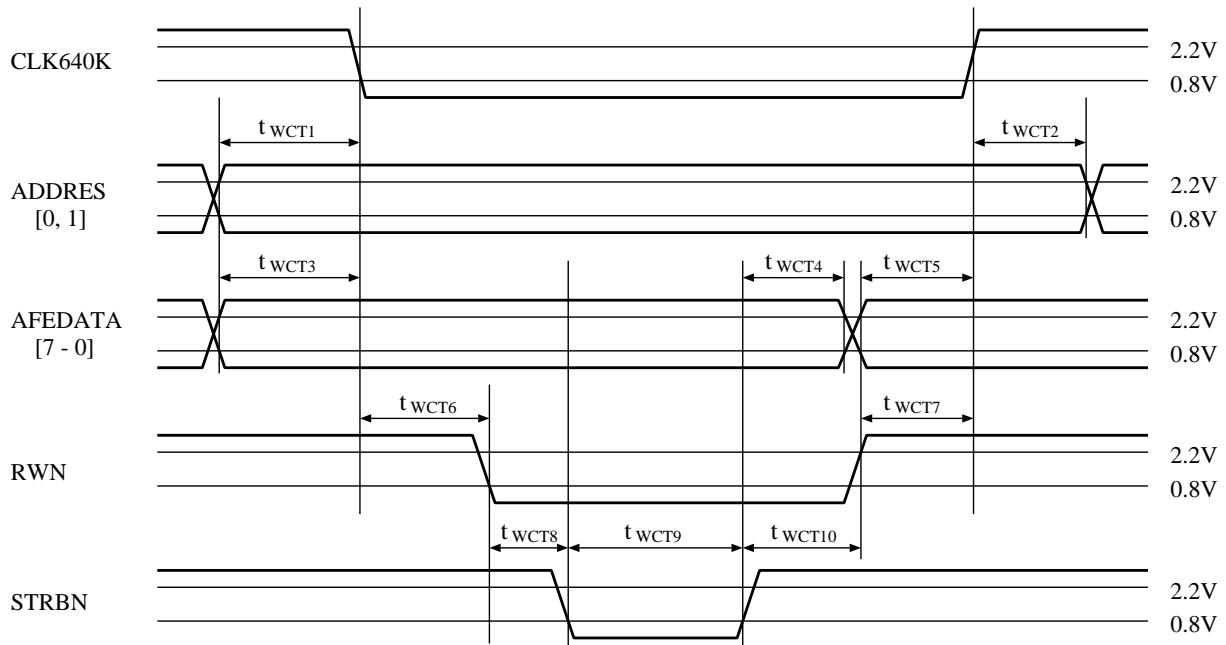 CLK640K
2.2V
0.8V
t WCT1
t WCT2
ADDRES
[0, 1]
2.2V
0.8V
t WCT3
t WCT4
t WCT5
AFEDATA
[7 - 0]
2.2V
0.8V
t WCT6
t WCT7
RWN
2.2V
0.8V
t WCT8
t WCT9
t WCT10
STRBN
2.2V
0.8V